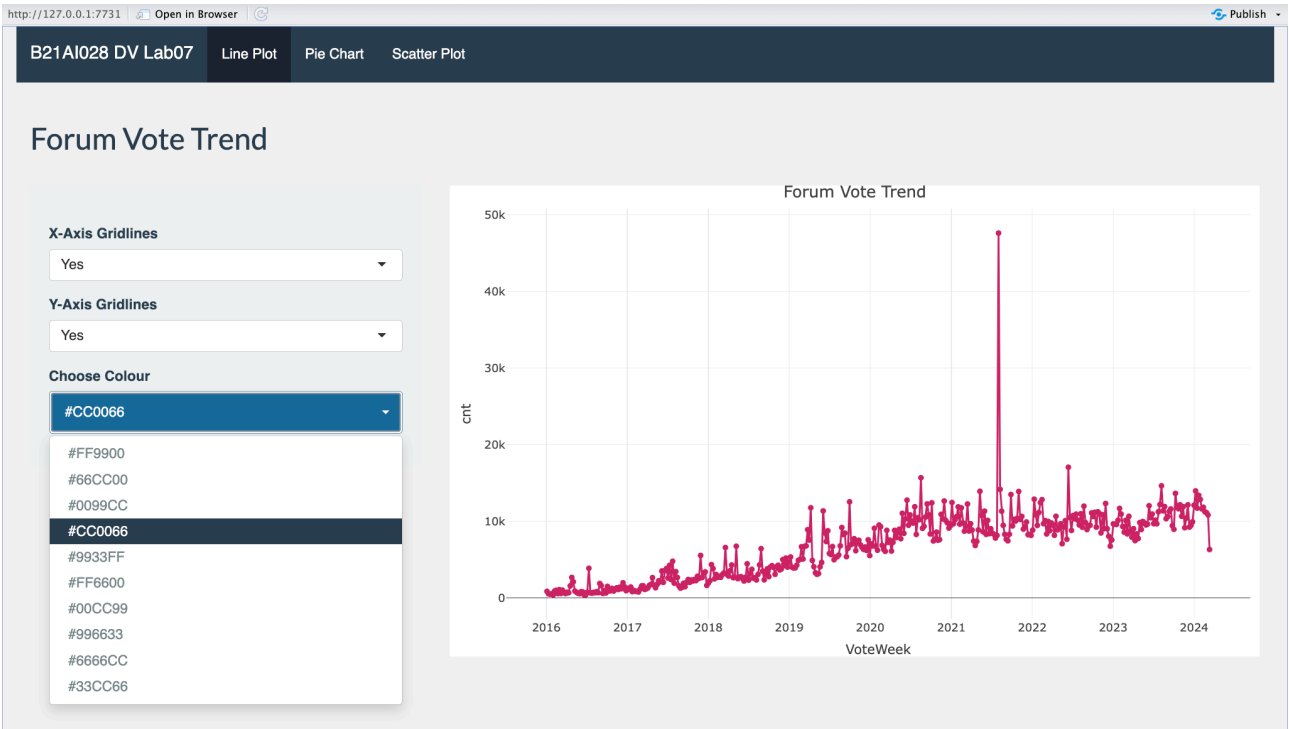 http://127.0.0.1:7731 Open in Browser Publish
B21AI028 DV Lab07 Line Plot Pie Chart Scatter Plot
Forum Vote Trend
X-Axis Gridlines
Yes
Y-Axis Gridlines
Yes
Choose Colour
#CC0066
#FF9900
#66CC00
#0099CC
#CC0066
#9933FF
#FF6600
#00CC99
#996633
#6666CC
#33CC66
Forum Vote Trend
50k
40k
30k
20k
10k
0
cnt
2016 2017 2018 2019 2020 2021 2022 2023 2024
VoteWeek